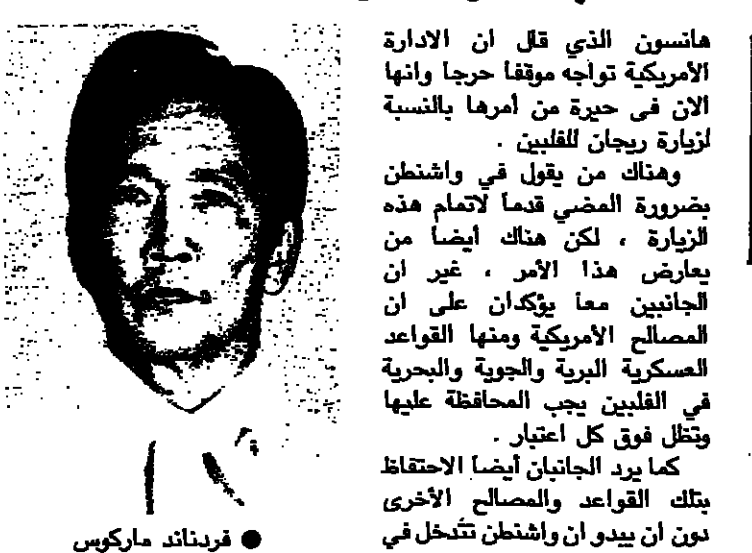 هانسون الذي قال ان الادارة
الأمريكية تواجه موقفا حرجا وانها
الان فى حيرة من أمرها بالنسبة
لزيارة ريجان للفلبين .
وهناك من يقول في واشنطن
بضرورة المضي قدماً لاتمام هذه
الزيارة ، لكن هناك أيضاً من
يعارض هذا الأمر ، غير ان
الجانبين معاً يؤكدان على ان
المصالح الأمريكية ومنها القواعد
العسكرية البرية والجوية والبحرية
في الفلبين يجب المحافظة عليها
وتظل فوق كل اعتبار .
كما يرد الجانبان أيضاً الاحتفاظ
بتلك القواعد والمصالح الأخرى
دون ان يبدو ان واشنطن تتدخل في
● فردناند ماركوس